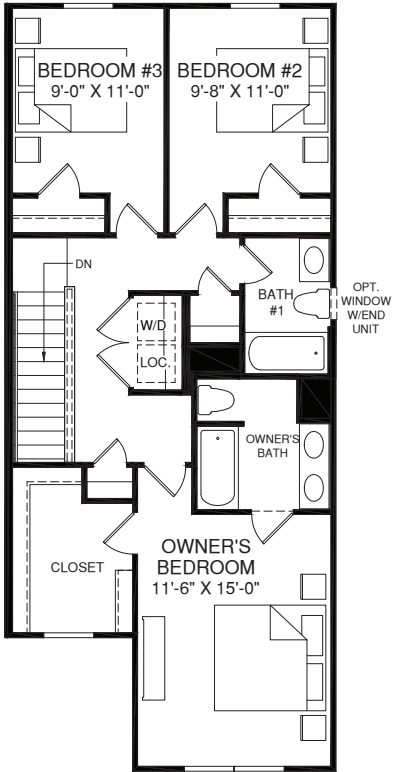 BEDROOM #3
9'-0" X 11'-0"
BEDROOM #2
9'-8" X 11'-0"
DN
W/D
LOC.
BATH
#1
OPT.
WINDOW
W/END
UNIT
OWNER'S
BATH
CLOSET
OWNER'S
BEDROOM
11'-6" X 15'-0"